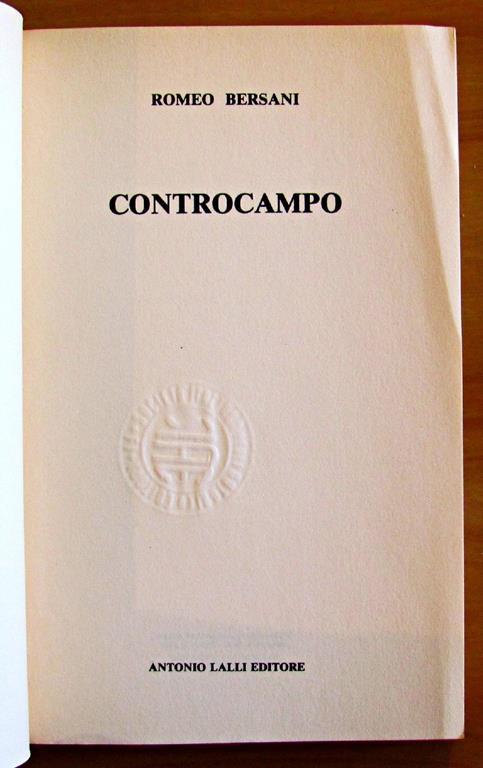 ROMEO BERSANI
CONTROCAMPO
ANTONIO LALLI EDITORE